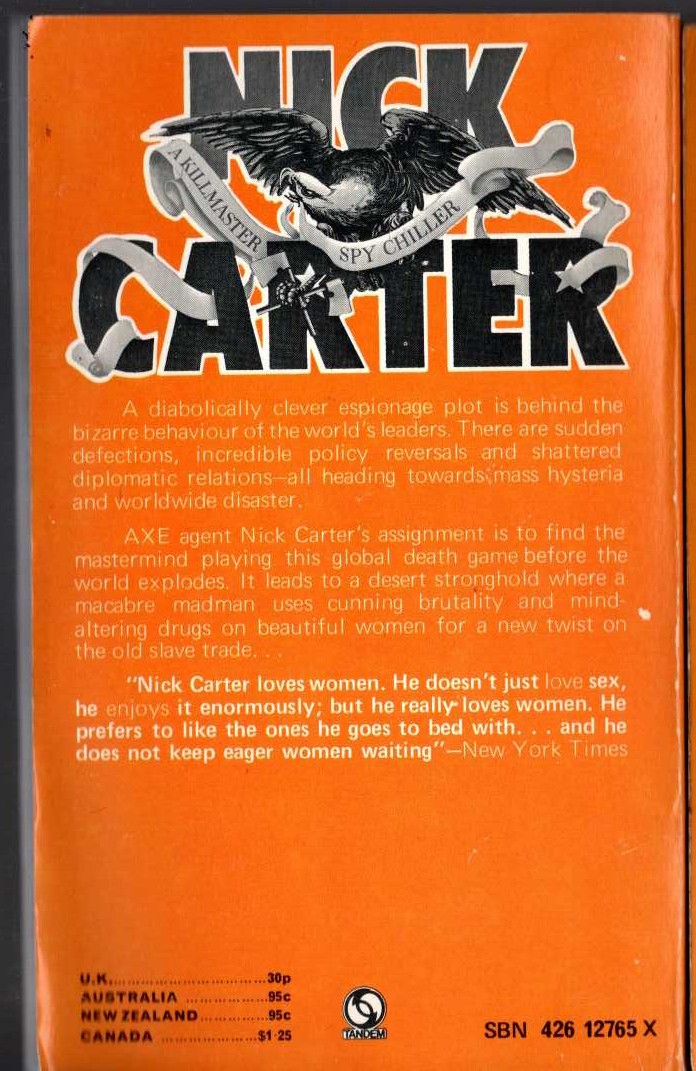 NICK
A KILLMASTER
SPY CHILLER
CARTER
A diabolically clever espionage plot is behind the
bizarre behaviour of the world's leaders. There are sudden
defections, incredible policy reversals and shattered
diplomatic relations—all heading towards mass hysteria
and worldwide disaster.
AXE agent Nick Carter's assignment is to find the
mastermind playing this global death game before the
world explodes. It leads to a desert stronghold where a
macabre madman uses cunning brutality and mind-
altering drugs on beautiful women for a new twist on
the old slave trade. . .
"Nick Carter loves women. He doesn't just love sex,
he enjoys it enormously; but he really loves women. He
prefers to like the ones he goes to bed with. . . and he
does not keep eager women waiting"—New York Times
U.K. ............................... 30p
AUSTRALIA ................ 95c
NEW ZEALAND ............. 95c
CANADA .................... $1·25
TANDEM
SBN 426 12765 X